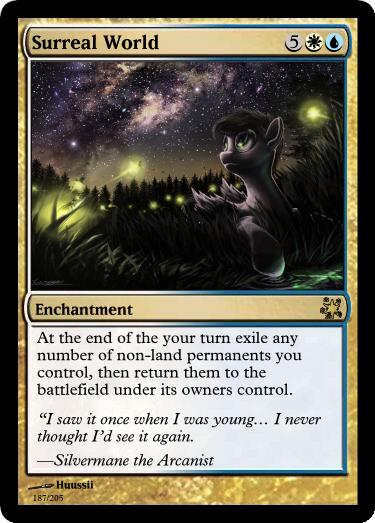 Surreal World 5
Enchantment
At the end of the your turn exile any
number of non-land permanents you
control, then return them to the
battlefield under its owners control.
“I saw it once when I was young… I never
thought I’d see it again.
—Silvermane the Arcanist
Huussii
187/205